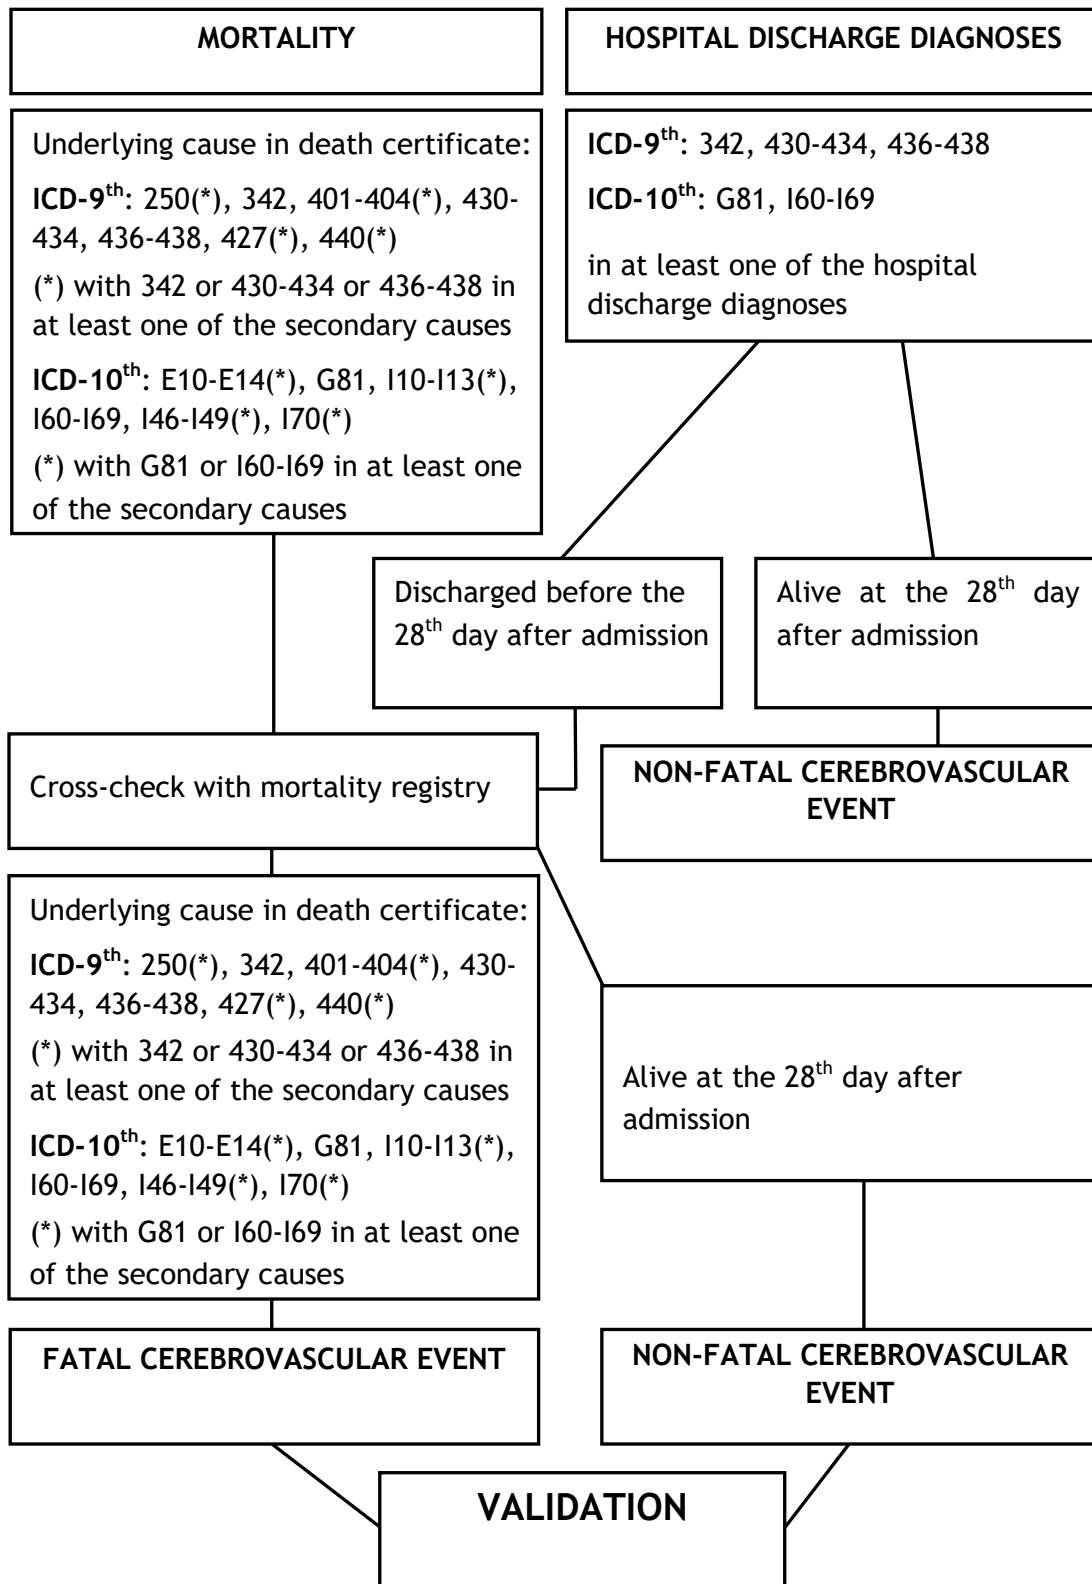 MORTALITY
HOSPITAL DISCHARGE DIAGNOSES
Underlying cause in death certificate:
ICD-9th: 250(*), 342, 401-404(*), 430-
434, 436-438, 427(*), 440(*)
(*) with 342 or 430-434 or 436-438 in
at least one of the secondary causes
ICD-10th: E10-E14(*), G81, I10-I13(*),
I60-I69, I46-I49(*), I70(*)
(*) with G81 or I60-I69 in at least one
of the secondary causes
ICD-9th: 342, 430-434, 436-438
ICD-10th: G81, I60-I69
in at least one of the hospital
discharge diagnoses
Discharged before the
28th day after admission
Alive at the 28th day
after admission
Cross-check with mortality registry
NON-FATAL CEREBROVASCULAR
EVENT
Underlying cause in death certificate:
ICD-9th: 250(*), 342, 401-404(*), 430-
434, 436-438, 427(*), 440(*)
(*) with 342 or 430-434 or 436-438 in
at least one of the secondary causes
ICD-10th: E10-E14(*), G81, I10-I13(*),
I60-I69, I46-I49(*), I70(*)
(*) with G81 or I60-I69 in at least one
of the secondary causes
Alive at the 28th day after
admission
FATAL CEREBROVASCULAR EVENT
NON-FATAL CEREBROVASCULAR
EVENT
VALIDATION